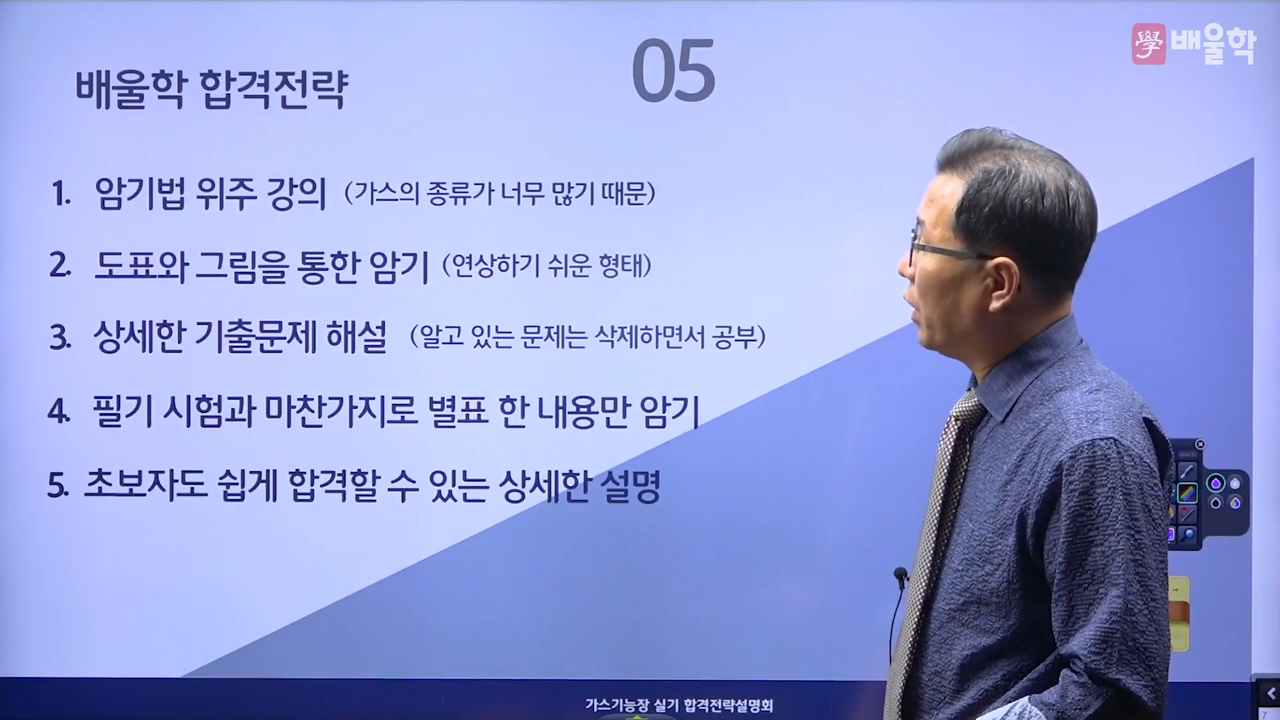 05
學 배울학
배울학 합격전략
1. 암기법 위주 강의 (가스의 종류가 너무 많기 때문)
2. 도표와 그림을 통한 암기 (연상하기 쉬운 형태)
3. 상세한 기출문제 해설 (알고 있는 문제는 삭제하면서 공부)
4. 필기 시험과 마찬가지로 별표 한 내용만 암기
5. 초보자도 쉽게 합격할 수 있는 상세한 설명
가스기능장 실기 합격전략설명회